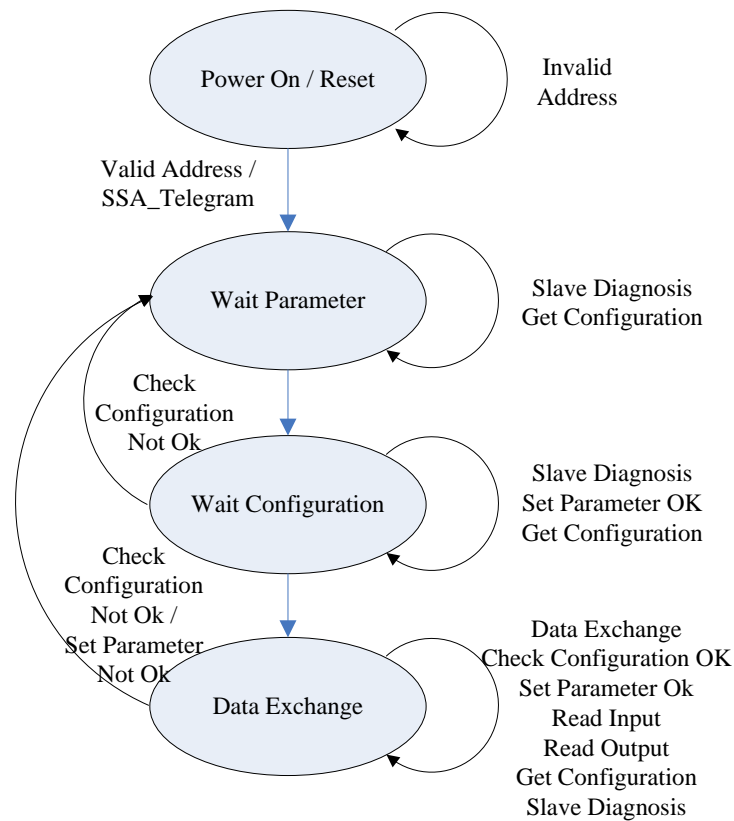 Power On / Reset
Invalid
Address
Valid Address /
SSA_Telegram
Wait Parameter
Slave Diagnosis
Get Configuration
Check
Configuration
Not Ok
Wait Configuration
Slave Diagnosis
Set Parameter OK
Get Configuration
Check
Configuration
Not Ok /
Set Parameter
Not Ok
Data Exchange
Data Exchange
Check Configuration OK
Set Parameter Ok
Read Input
Read Output
Get Configuration
Slave Diagnosis